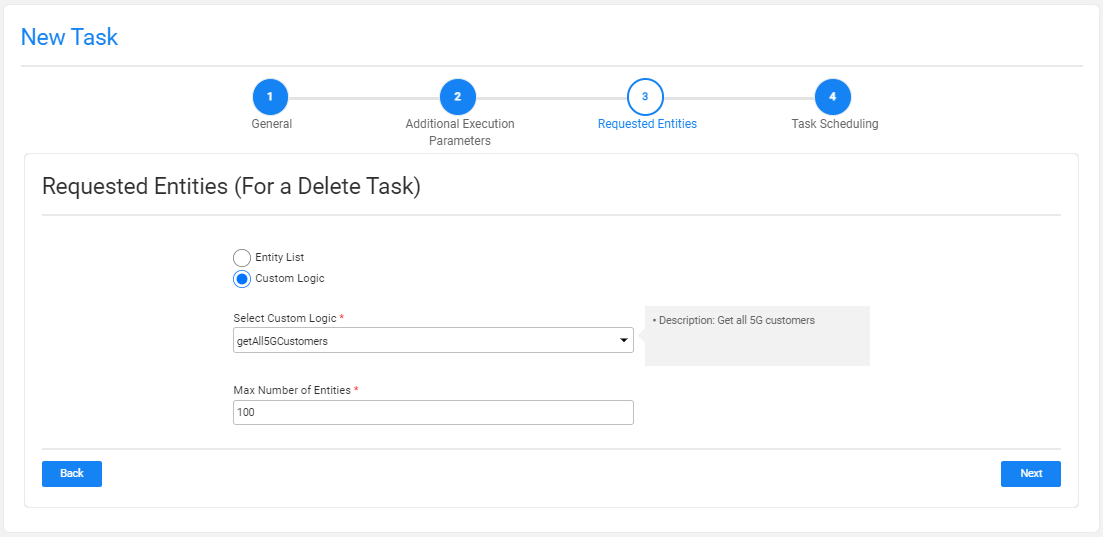 New Task
1
2
3
4
General
Additional Execution
Parameters
Requested Entities
Task Scheduling
Requested Entities (For a Delete Task)
Entity List
Custom Logic
Select Custom Logic *
getAll5GCustomers
• Description: Get all 5G customers
Max Number of Entities *
100
Back
Next